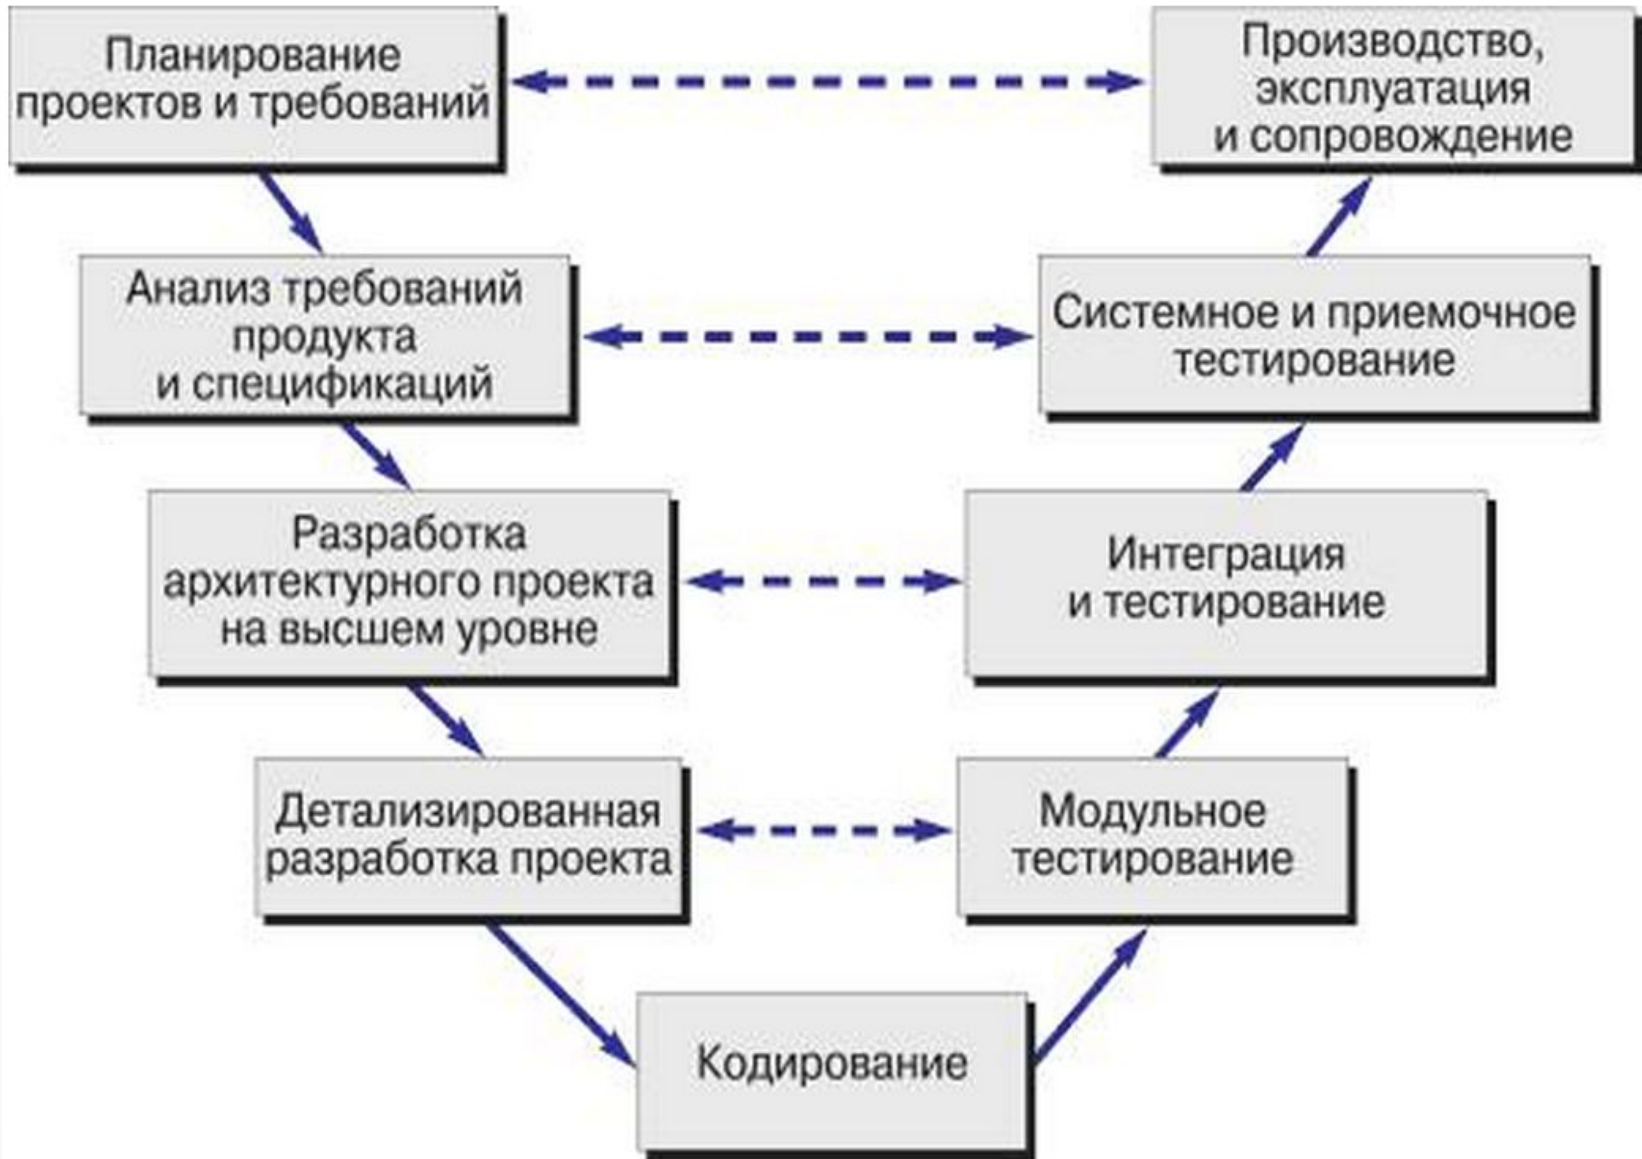 Планирование
проектов и требований
Производство,
эксплуатация
и сопровождение
Анализ требований
продукта
и спецификаций
Системное и приемочное
тестирование
Разработка
архитектурного проекта
на высшем уровне
Интеграция
и тестирование
Детализированная
разработка проекта
Модульное
тестирование
Кодирование